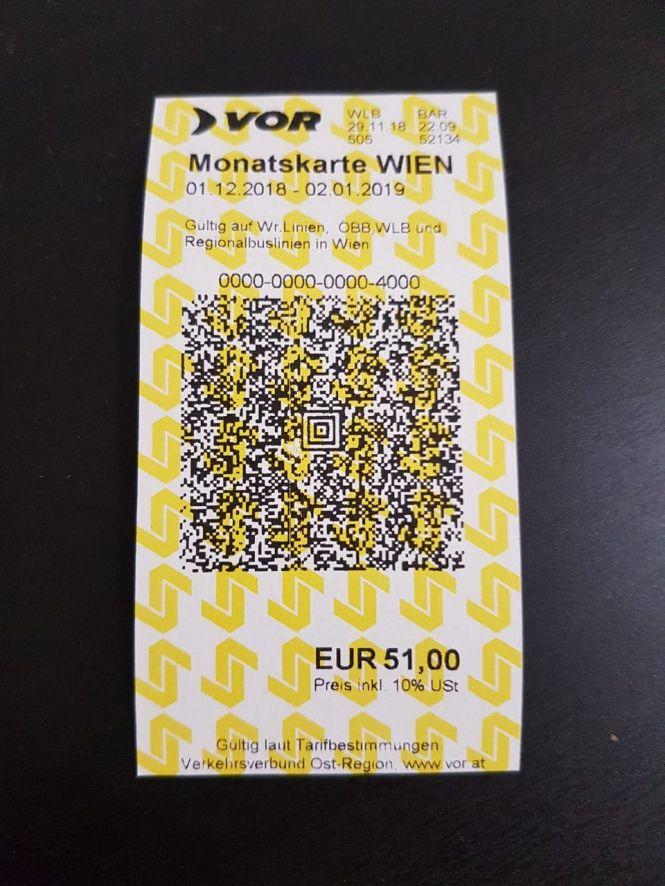 VOR WLB BAR
29.11.18 22:09
505 52134
Monatskarte WIEN
01.12.2018 - 02.01.2019
Gültig auf Wr.Linien, ÖBB,WLB und
Regionalbuslinien in Wien
0000-0000-0000-4000
EUR 51,00
Preis inkl. 10% USt
Gültig laut Tarifbestimmungen
Verkehrsverbund Ost-Region, www.vor.at